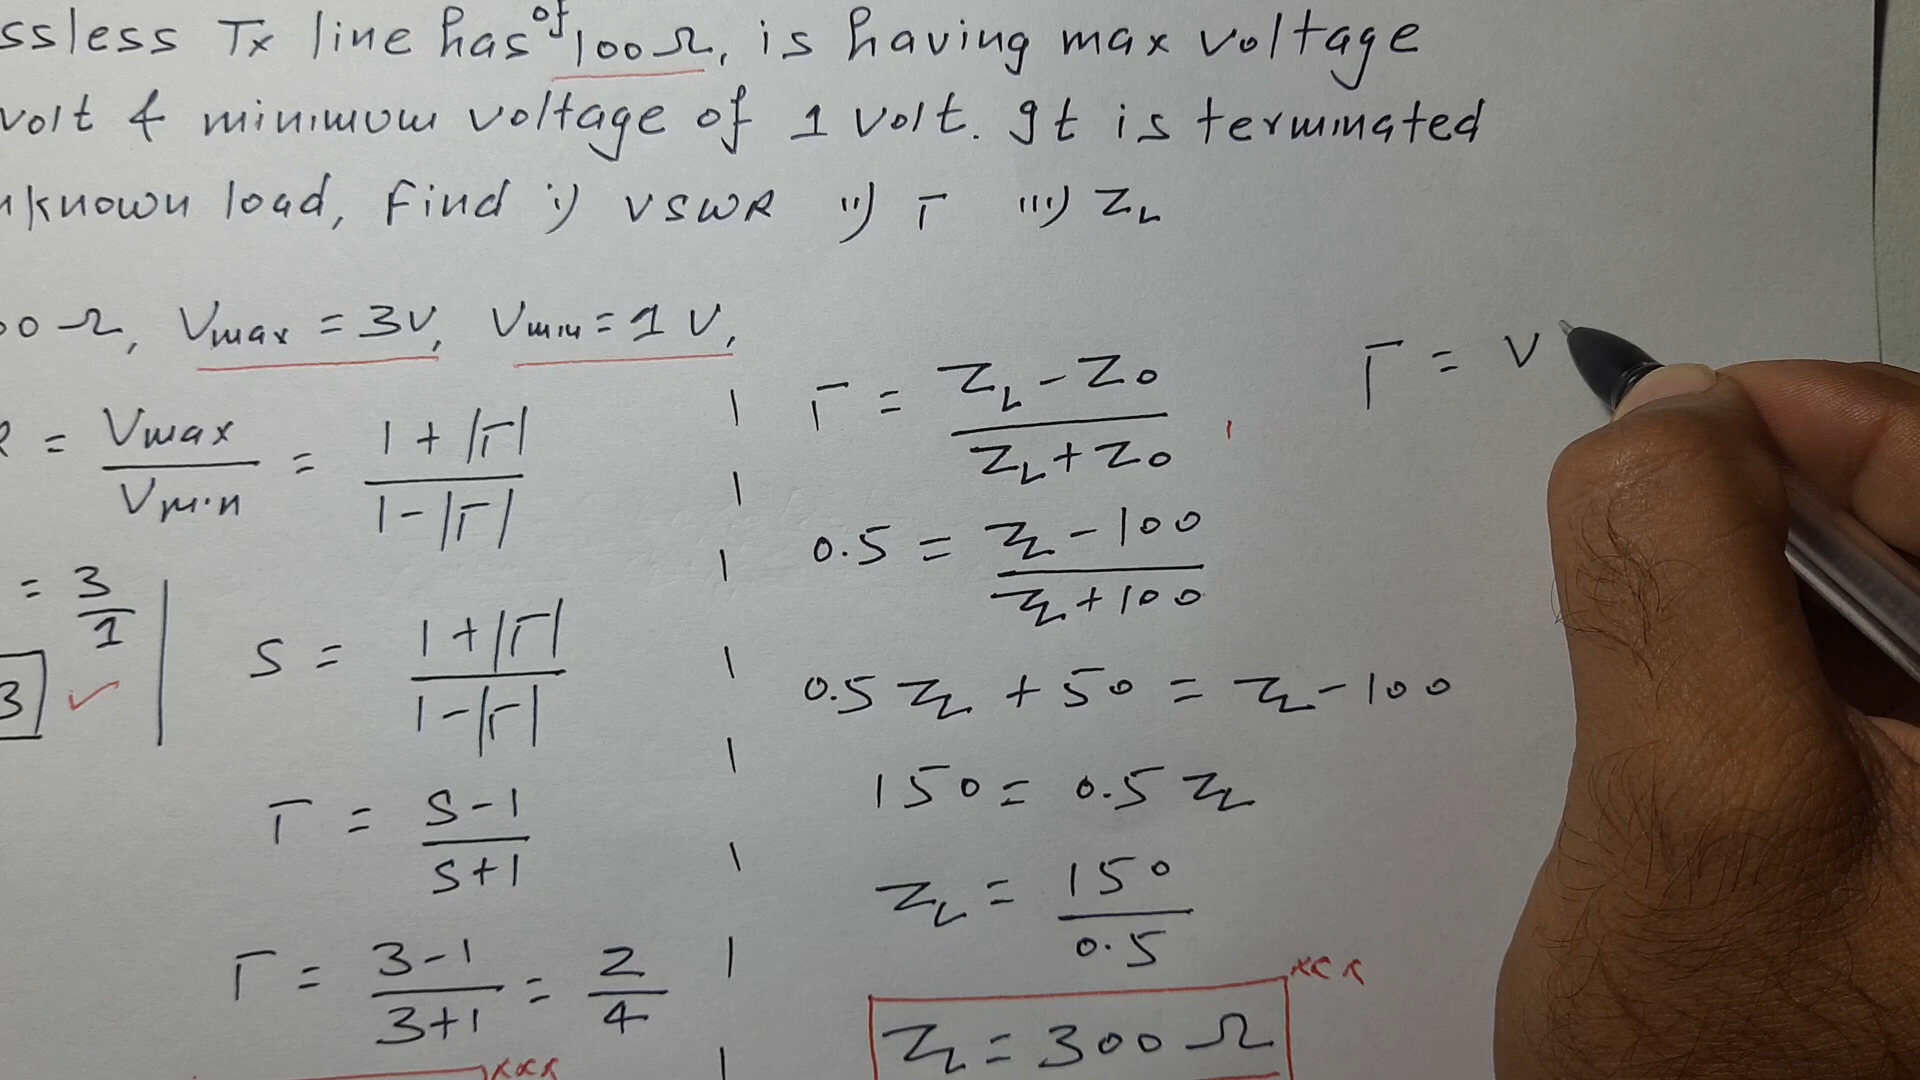 ssless Tx line has of 100Ω, is having max voltage
volt & minimum voltage of 1 volt. It is terminated
nknown load, Find i) VSWR ii) Γ iii) ZL
00Ω, Vmax = 3V, Vmin = 1V,
R = Vmax / Vmin = 1+|Γ| / 1-|Γ|
= 3/1
3
S = 1+|Γ| / 1-|Γ|
Γ = S-1 / S+1
Γ = 3-1 / 3+1 = 2/4
Γ = ZL-Z0 / ZL+Z0
0.5 = ZL-100 / ZL+100
0.5 ZL + 50 = ZL-100
150 = 0.5 ZL
ZL = 150 / 0.5
ZL = 300 Ω
Γ = V